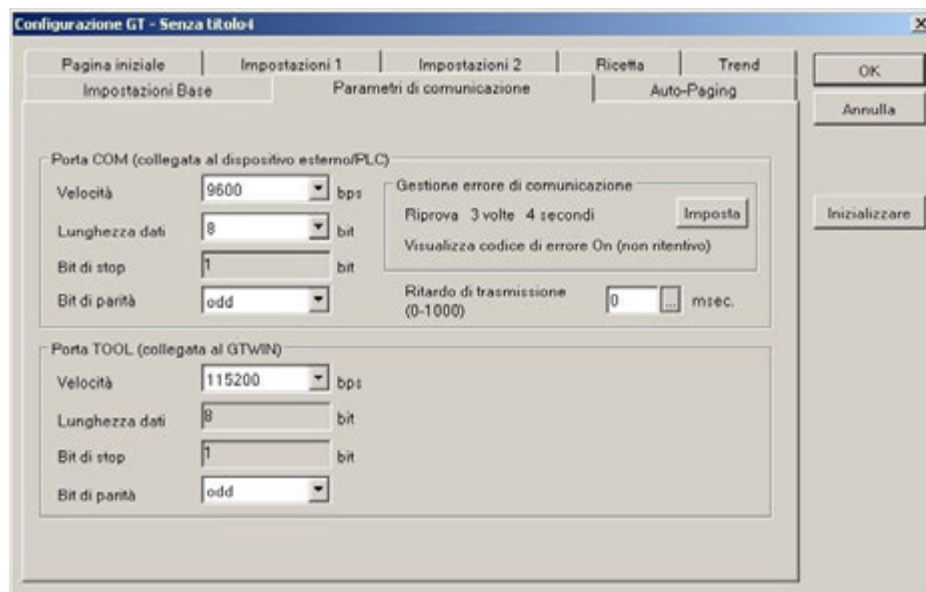 Configurazione GT - Senza titolo4
Pagina iniziale Impostazioni 1 Impostazioni 2 Ricetta Trend
Impostazioni Base Parametri di comunicazione Auto-Paging
OK
Annulla
Inizializzare
Porta COM (collegata al dispositivo esterno/PLC)
Velocità 9600 bps
Lunghezza dati 8 bit
Bit di stop 1 bit
Bit di parità odd
Gestione errore di comunicazione
Riprova 3 volte 4 secondi Imposta
Visualizza codice di errore On (non ritentivo)
Ritardo di trasmissione
(0-1000) 0 ... msec.
Porta TOOL (collegata al GTWIN)
Velocità 115200 bps
Lunghezza dati 8 bit
Bit di stop 1 bit
Bit di parità odd